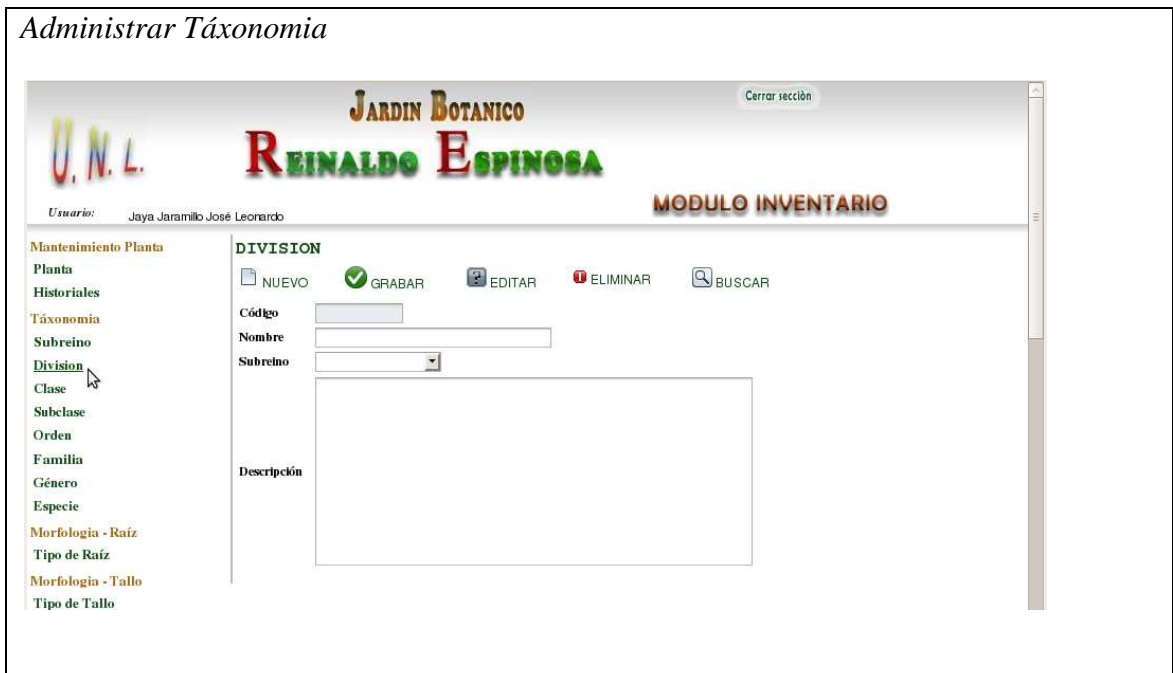 Administrar Táxonomia
JARDIN BOTANICO
Cerrar secciòn
U.N.L.
REINALDO ESPINOSA
MODULO INVENTARIO
Usuario: Jaya Jaramillo José Leonardo
Mantenimiento Planta
Planta
Historiales
Táxonomia
Subreino
Division
Clase
Subclase
Orden
Familia
Género
Especie
Morfologia - Raíz
Tipo de Raíz
Morfologia - Tallo
Tipo de Tallo
DIVISION
NUEVO GRABAR EDITAR ELIMINAR BUSCAR
Código
Nombre
Subreino
Descripción